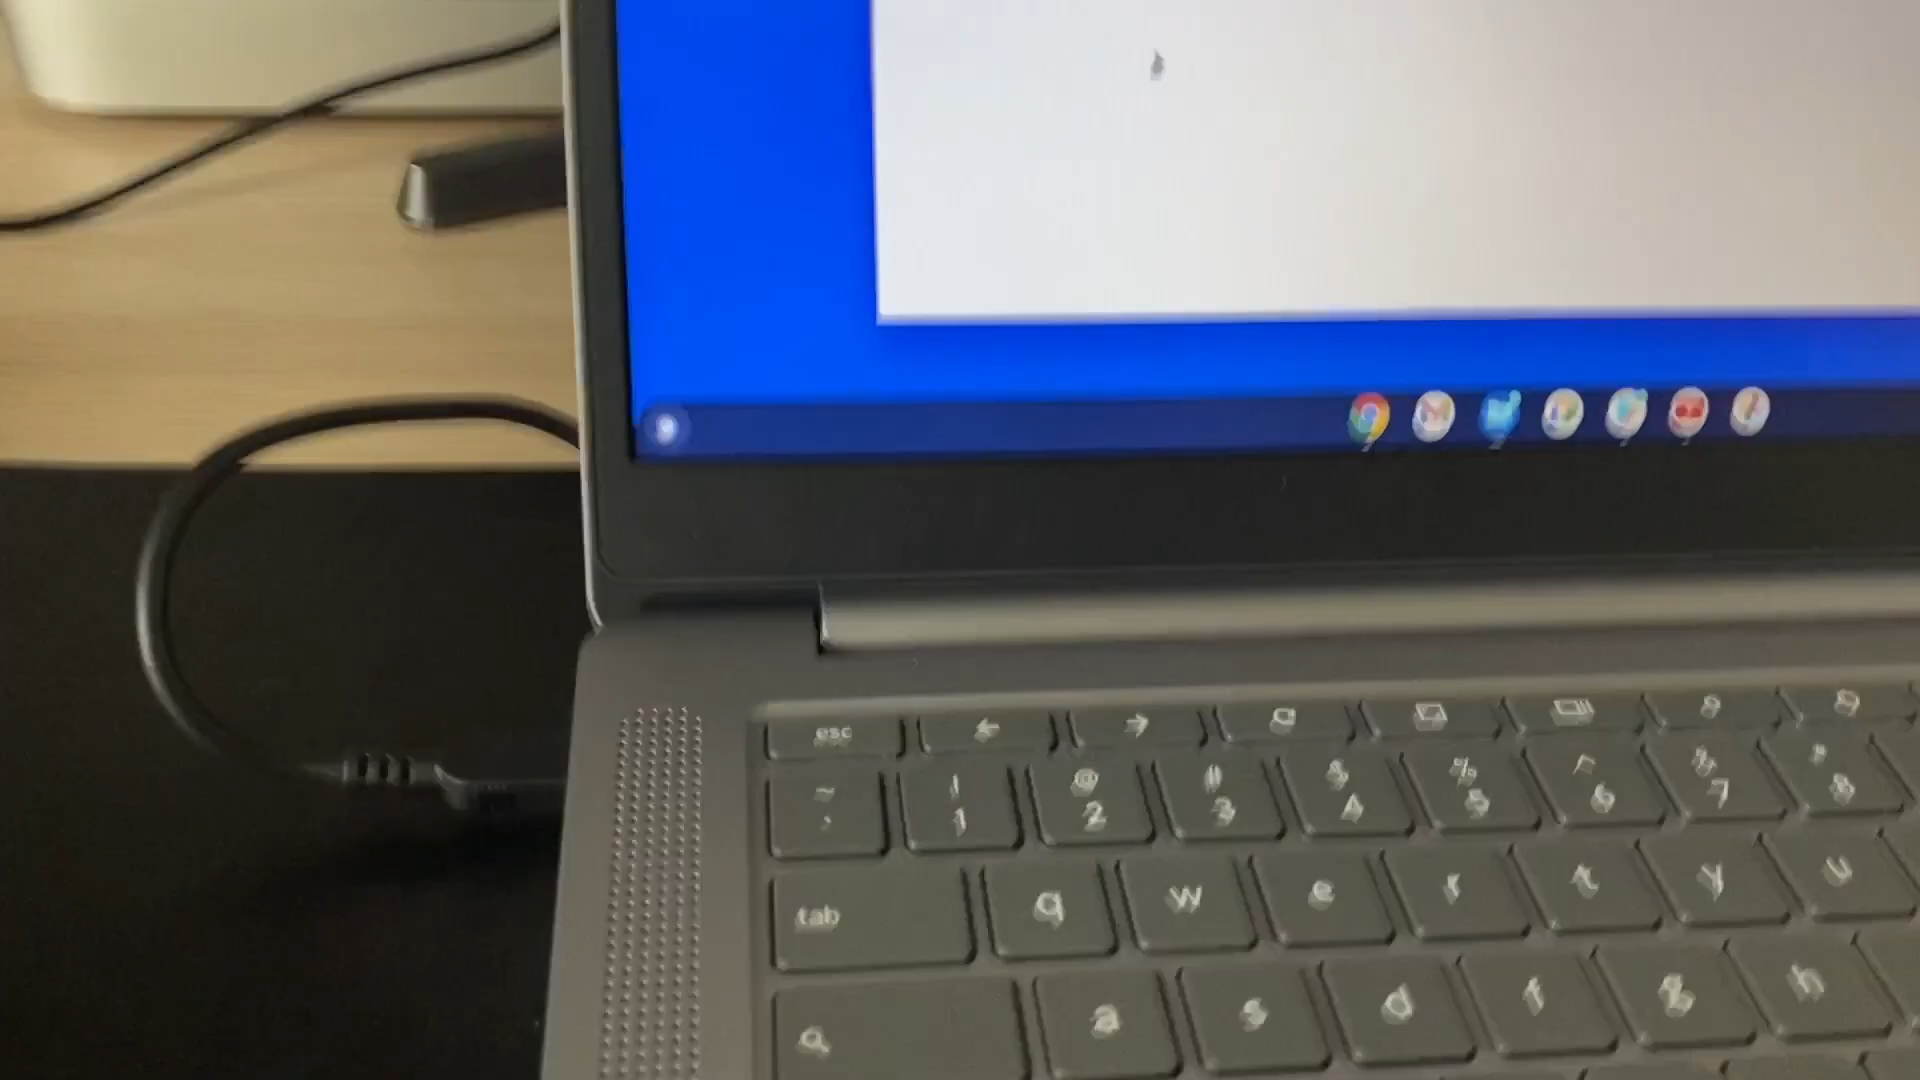 esc
~ ! @ # $ % ^ & *
` 1 2 3 4 5 6 7 8
tab q w e r t y u
a s d f g h